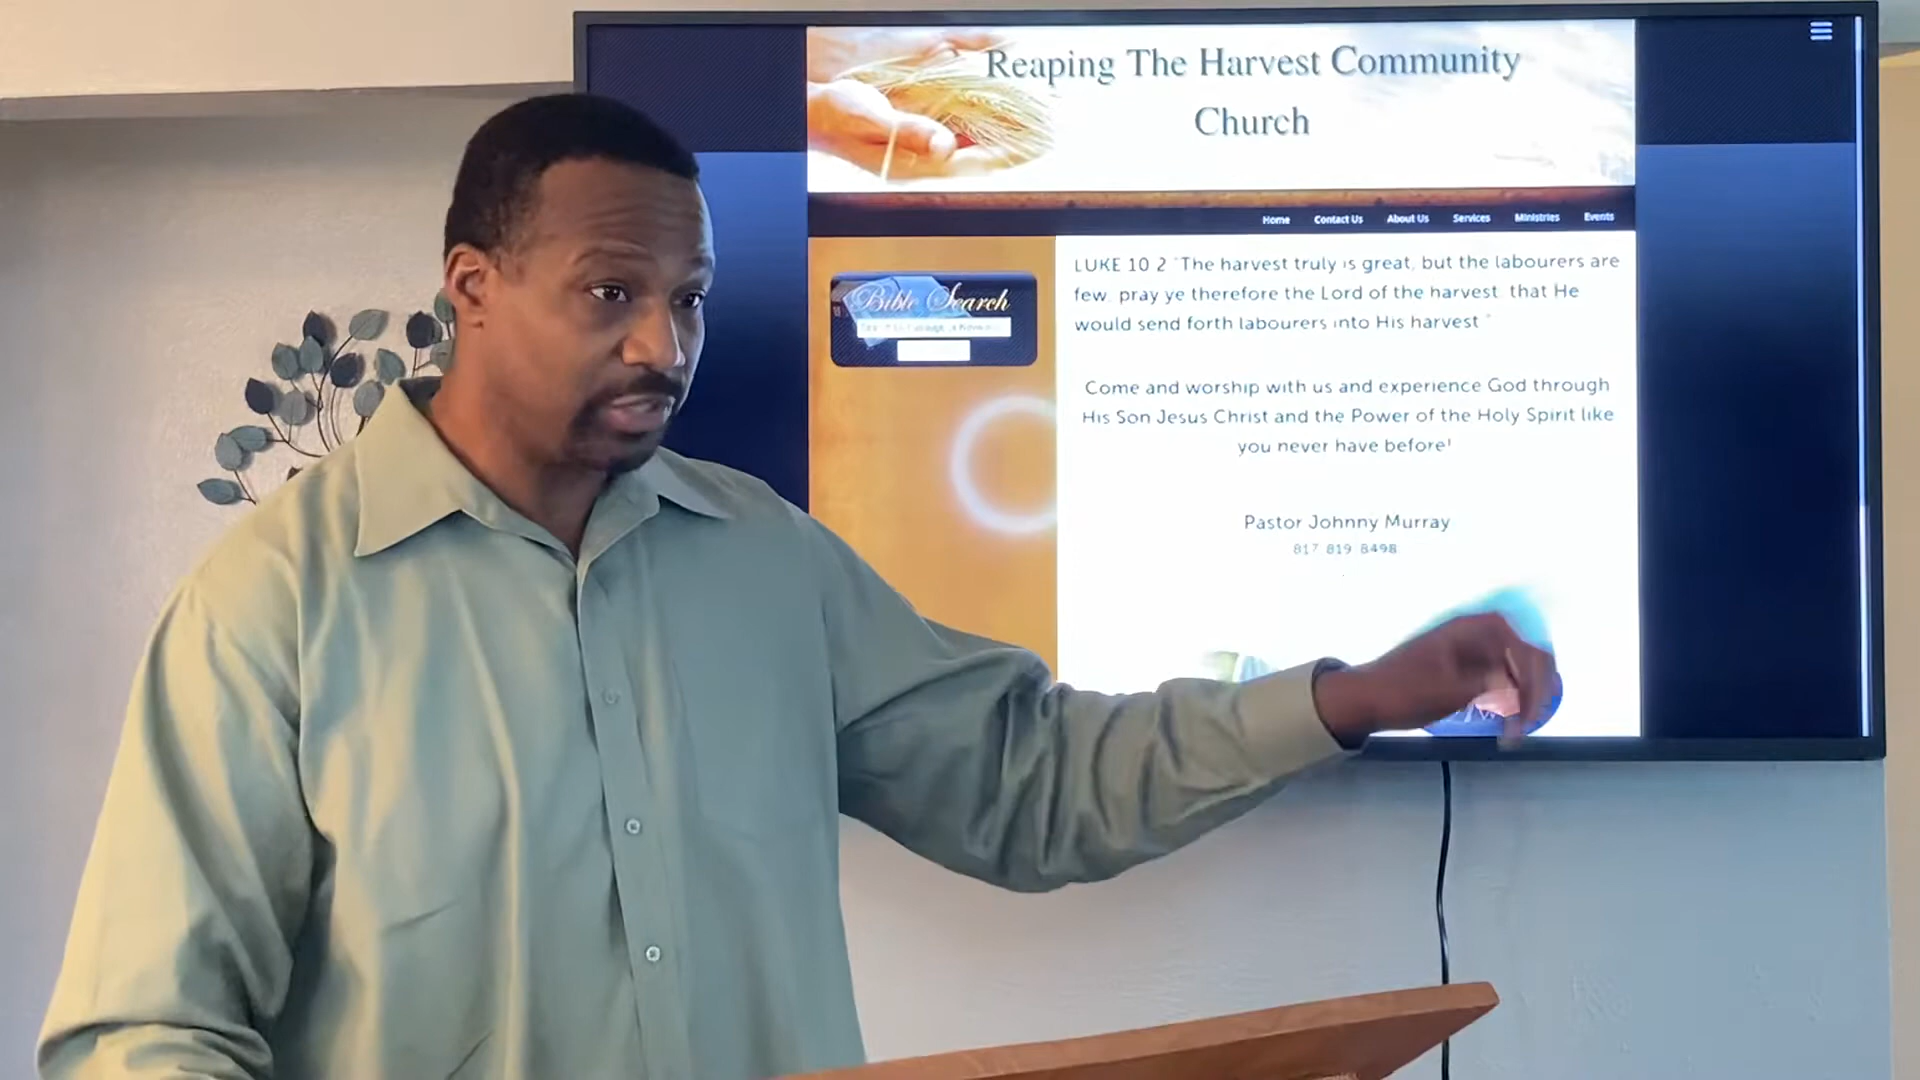 Reaping The Harvest Community
Church
Home Contact Us About Us Services Ministries Events
Bible Search
LUKE 10 2 "The harvest truly is great, but the labourers are
few, pray ye therefore the Lord of the harvest, that He
would send forth labourers into His harvest "
Come and worship with us and experience God through
His Son Jesus Christ and the Power of the Holy Spirit like
you never have before!
Pastor Johnny Murray
817 819 8498